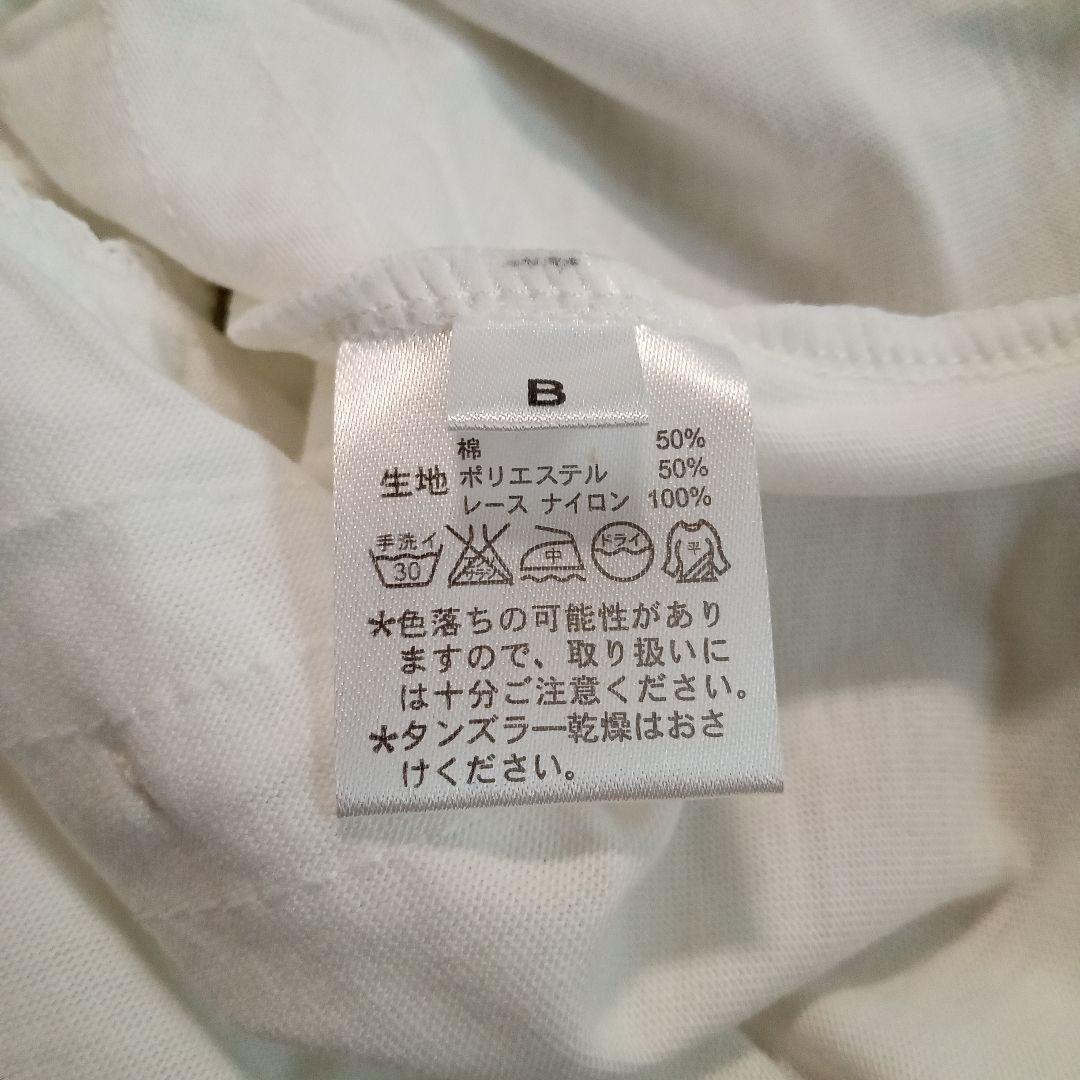 B
棉 50%
生地 ポリエステル 50%
レース ナイロン 100%
手洗イ 30 中 ドライ 平
*色落ちの可能性があり
ますので、取り扱いに
は十分ご注意ください。
*タンズラー乾燥はおさ
けください。